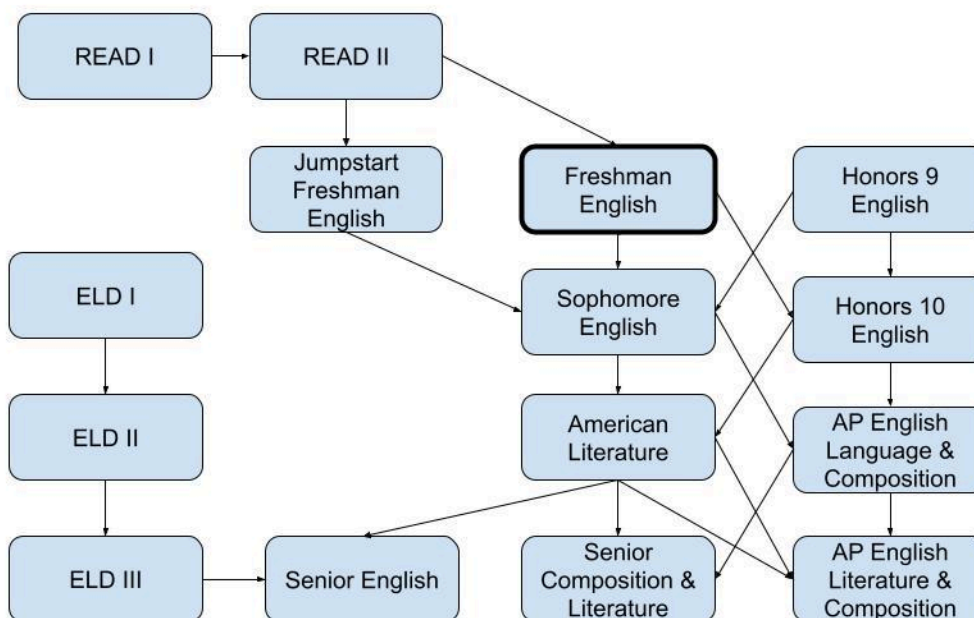 READ I
READ II
Jumpstart
Freshman
English
Freshman
English
Honors 9
English
ELD I
Sophomore
English
Honors 10
English
ELD II
American
Literature
AP English
Language &
Composition
ELD III
Senior English
Senior
Composition &
Literature
AP English
Literature &
Composition